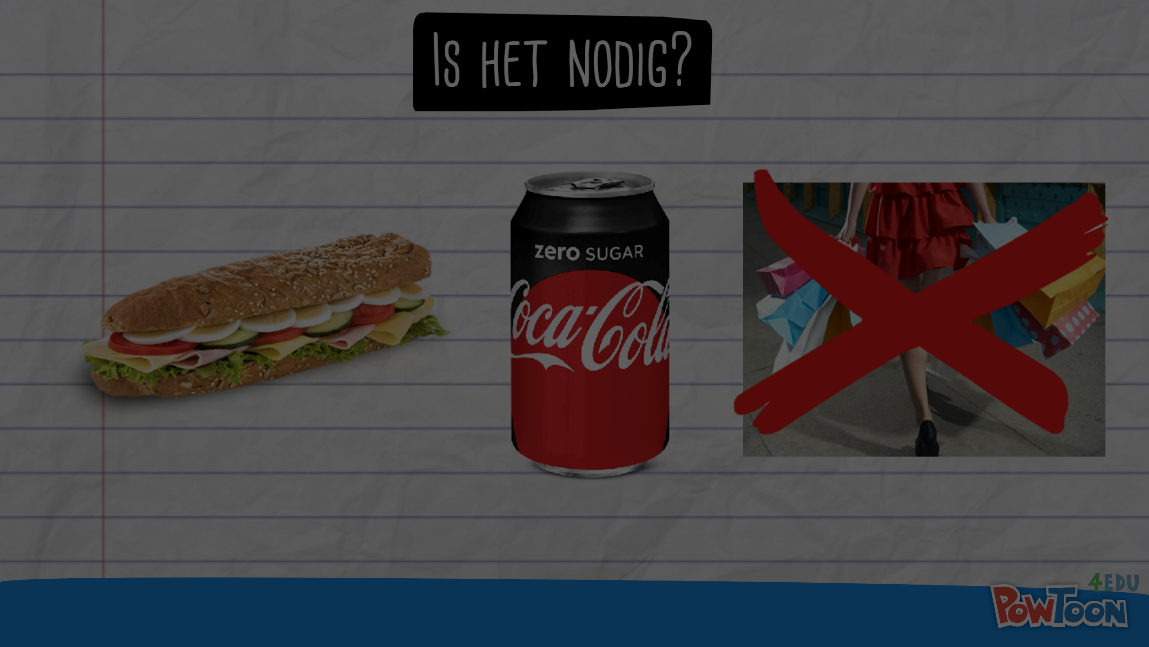 Is het nodig?
zero SUGAR
Coca-Cola
4EDU
PowToon